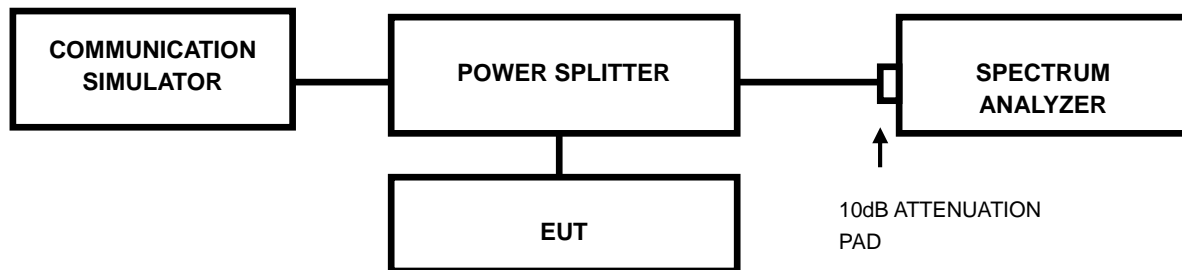 COMMUNICATION
SIMULATOR
POWER SPLITTER
SPECTRUM
ANALYZER
EUT
10dB ATTENUATION
PAD